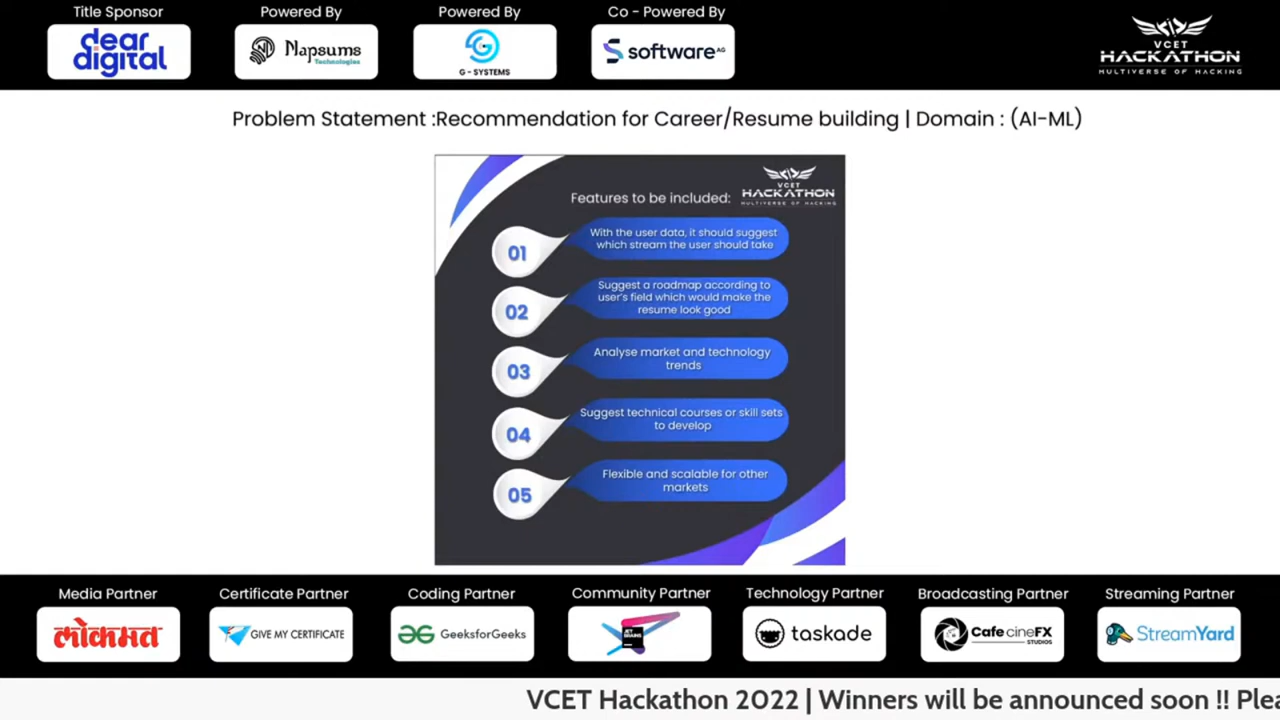 Title Sponsor
Powered By
Powered By
Co - Powered By
dear
digital
Napsums
Technologies
G - SYSTEMS
software AG
VCET
HACKATHON
MULTIVERSE OF HACKING
Problem Statement :Recommendation for Career/Resume building | Domain : (AI-ML)
VCET
HACKATHON
MULTIVERSE OF HACKING
Features to be included:
01
With the user data, it should suggest
which stream the user should take
02
Suggest a roadmap according to
user's field which would make the
resume look good
03
Analyse market and technology
trends
04
Suggest technical courses or skill sets
to develop
05
Flexible and scalable for other
markets
Media Partner
Certificate Partner
Coding Partner
Community Partner
Technology Partner
Broadcasting Partner
Streaming Partner
लोकमत
GIVE MY CERTIFICATE
GeeksforGeeks
JET
BRAINS
taskade
Cafe cineFX
STUDIOS
StreamYard
VCET Hackathon 2022 | Winners will be announced soon !! Plea